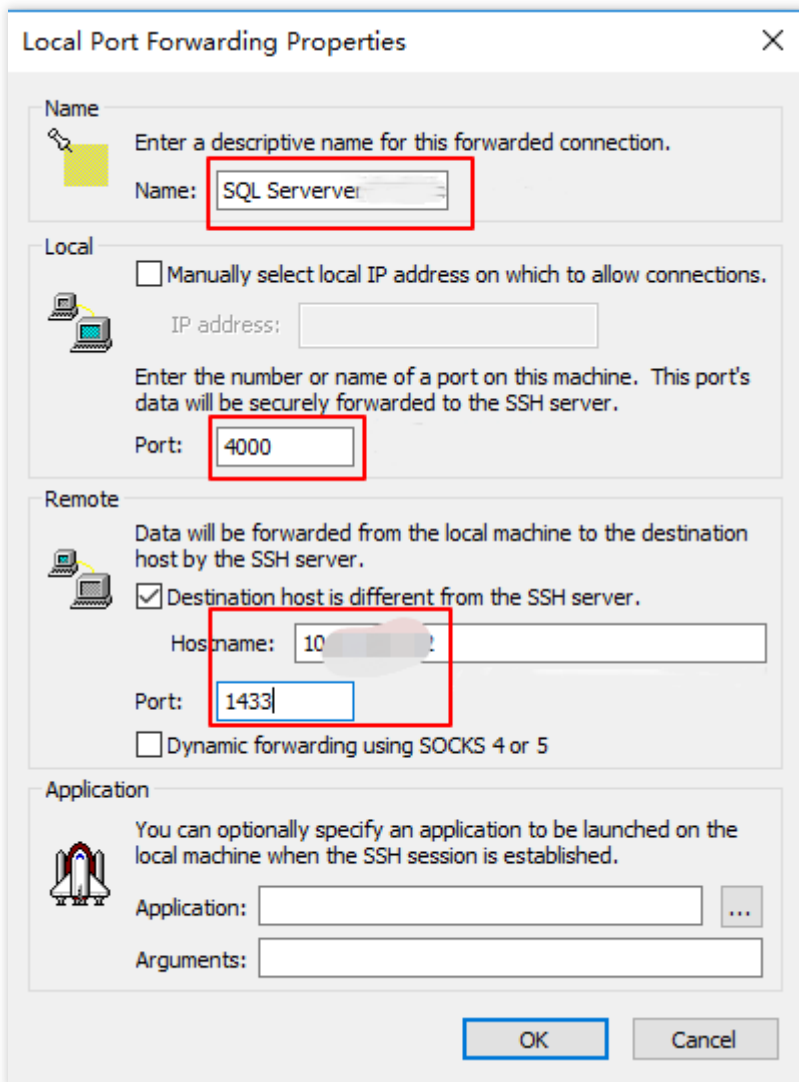 Local Port Forwarding Properties
Name
Enter a descriptive name for this forwarded connection.
Name: SQL Serverver
Local
Manually select local IP address on which to allow connections.
IP address:
Enter the number or name of a port on this machine. This port's
data will be securely forwarded to the SSH server.
Port: 4000
Remote
Data will be forwarded from the local machine to the destination
host by the SSH server.
Destination host is different from the SSH server.
Hostname: 10
Port: 1433
Dynamic forwarding using SOCKS 4 or 5
Application
You can optionally specify an application to be launched on the
local machine when the SSH session is established.
Application: ...
Arguments:
OK Cancel